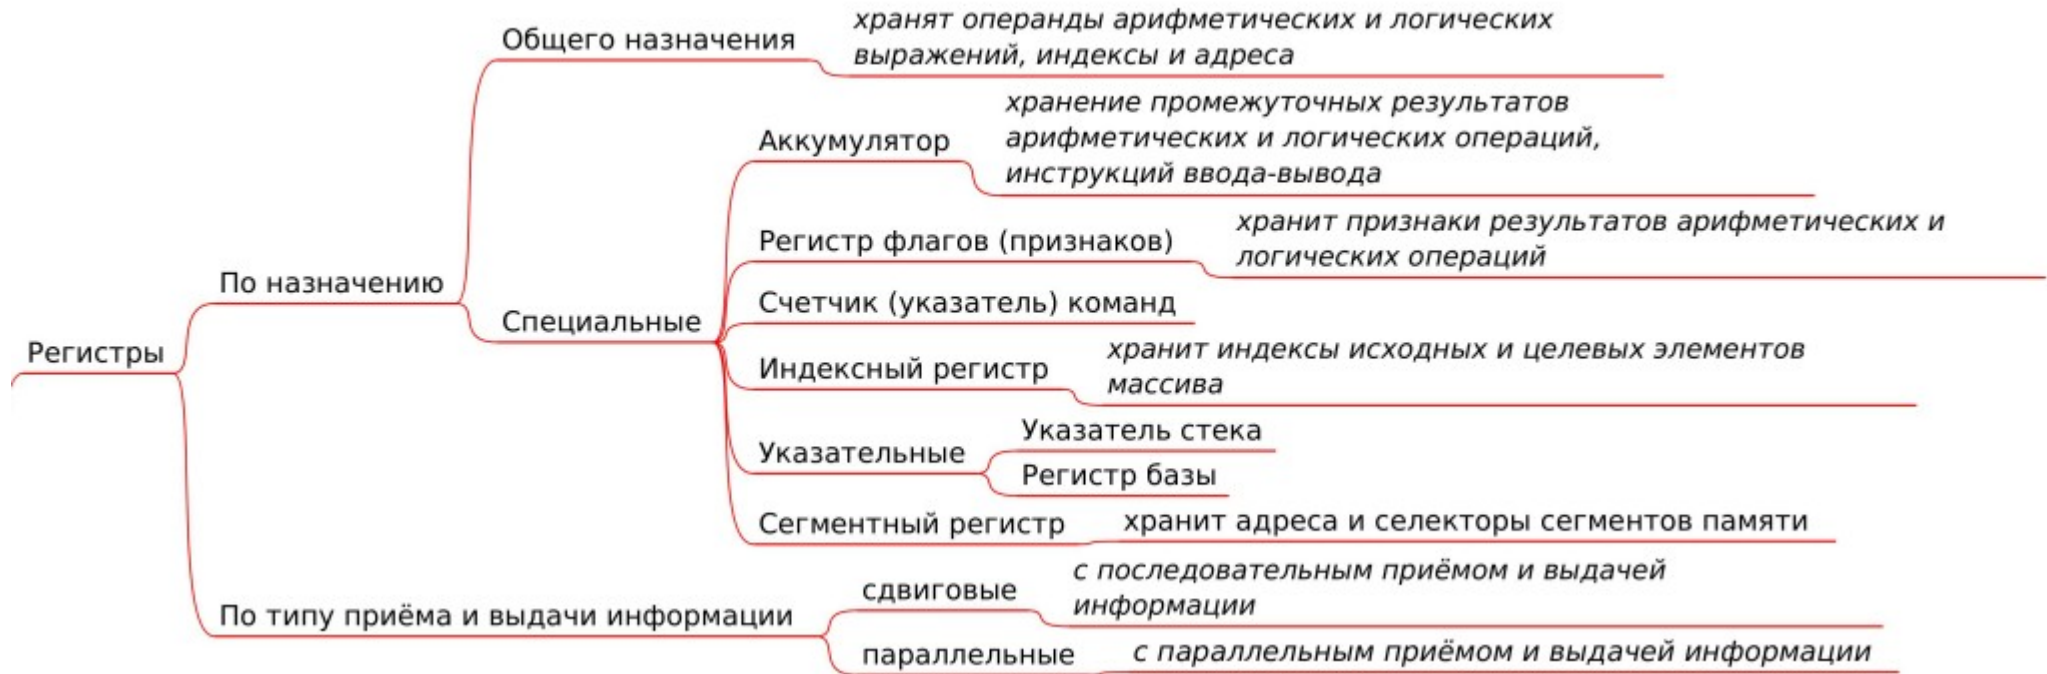 Общего назначения
хранят операнды арифметических и логических
выражений, индексы и адреса
хранение промежуточных результатов
арифметических и логических операций,
инструкций ввода-вывода
Аккумулятор
хранит признаки результатов арифметических и
логических операций
Регистр флагов (признаков)
По назначению
Счетчик (указатель) команд
Специальные
Регистры
хранит индексы исходных и целевых элементов
массива
Индексный регистр
Указатель стека
Указательные
Регистр базы
Сегментный регистр
хранит адреса и селекторы сегментов памяти
с последовательным приёмом и выдачей
информации
сдвиговые
По типу приёма и выдачи информации
параллельные
с параллельным приёмом и выдачей информации